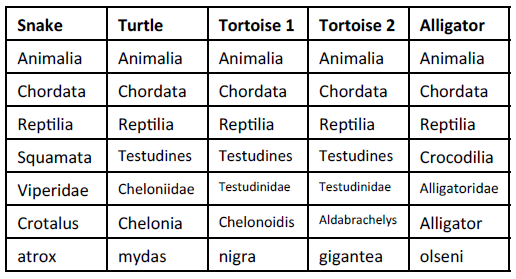 Snake Turtle Tortoise 1 Tortoise 2 Alligator
Animalia Animalia Animalia Animalia Animalia
Chordata Chordata Chordata Chordata Chordata
Reptilia Reptilia Reptilia Reptilia Reptilia
Squamata Testudines Testudines Testudines Crocodilia
Viperidae Cheloniidae Testudinidae Testudinidae Alligatoridae
Crotalus Chelonia Chelonoidis Aldabrachelys Alligator
atrox mydas nigra gigantea olseni